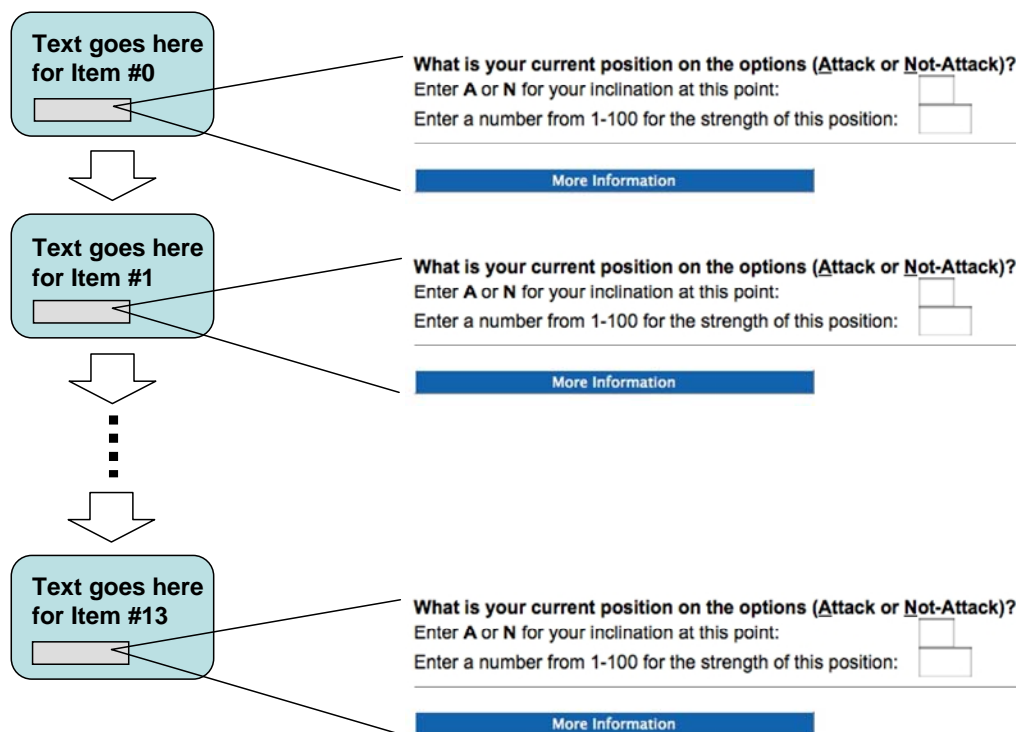 Text goes here
for Item #0
What is your current position on the options (Attack or Not-Attack)?
Enter A or N for your inclination at this point:
Enter a number from 1-100 for the strength of this position:
More Information
Text goes here
for Item #1
What is your current position on the options (Attack or Not-Attack)?
Enter A or N for your inclination at this point:
Enter a number from 1-100 for the strength of this position:
More Information
Text goes here
for Item #13
What is your current position on the options (Attack or Not-Attack)?
Enter A or N for your inclination at this point:
Enter a number from 1-100 for the strength of this position:
More Information